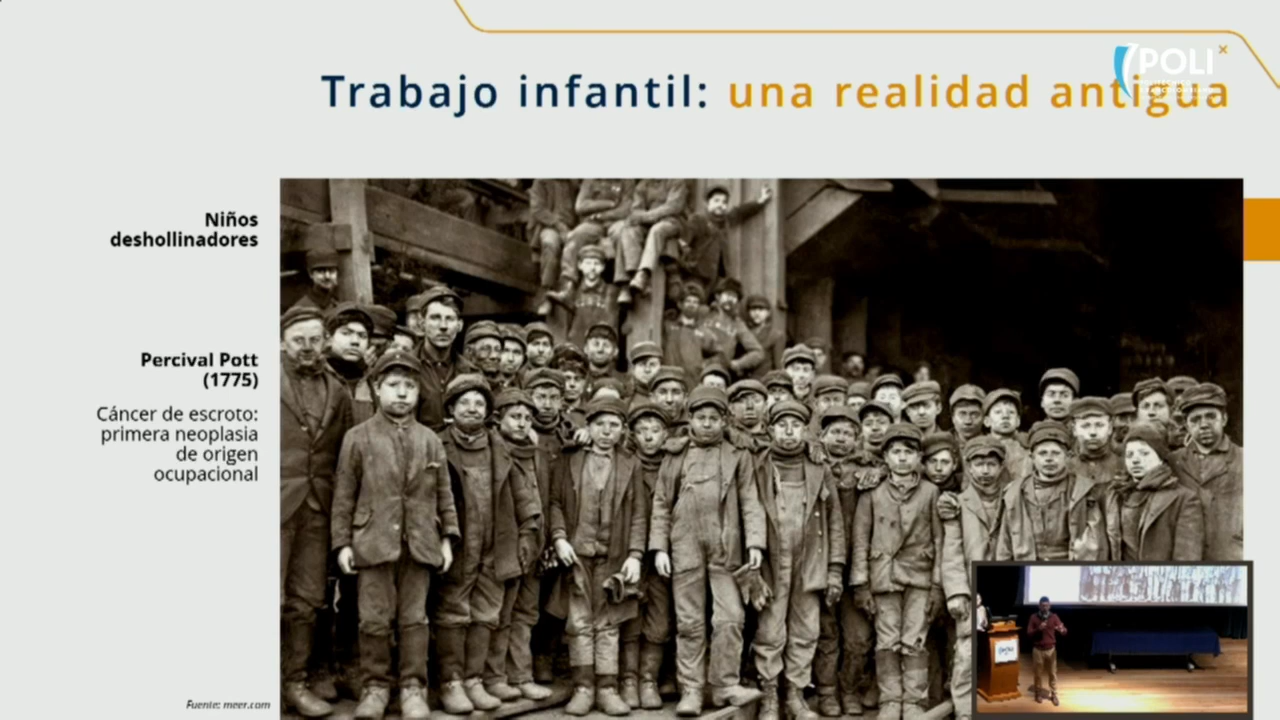 Trabajo infantil: una realidad antigua
POLI
Niños
deshollinadores
Percival Pott
(1775)
Cáncer de escroto:
primera neoplasia
de origen
ocupacional
Fuente: meer.com